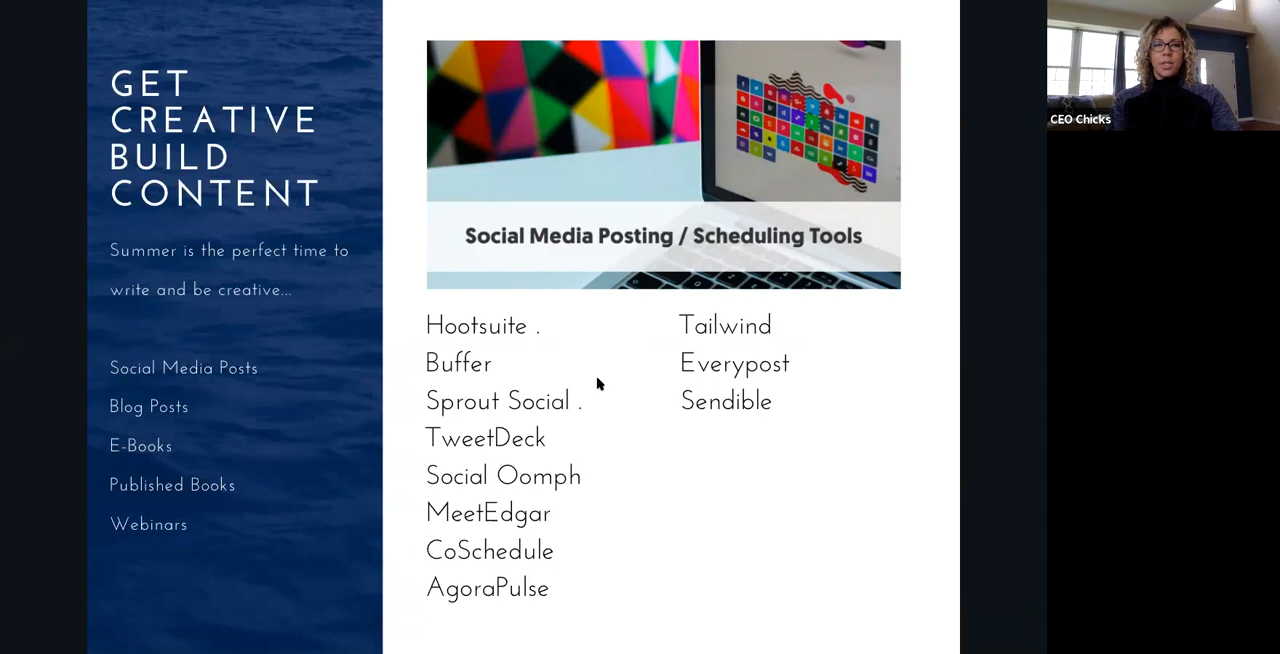 GET
CREATIVE
BUILD
CONTENT
Summer is the perfect time to
write and be creative...
Social Media Posts
Blog Posts
E-Books
Published Books
Webinars
Social Media Posting / Scheduling Tools
Hootsuite .
Buffer
Sprout Social .
TweetDeck
Social Oomph
MeetEdgar
CoSchedule
AgoraPulse
Tailwind
Everypost
Sendible
CEO Chicks